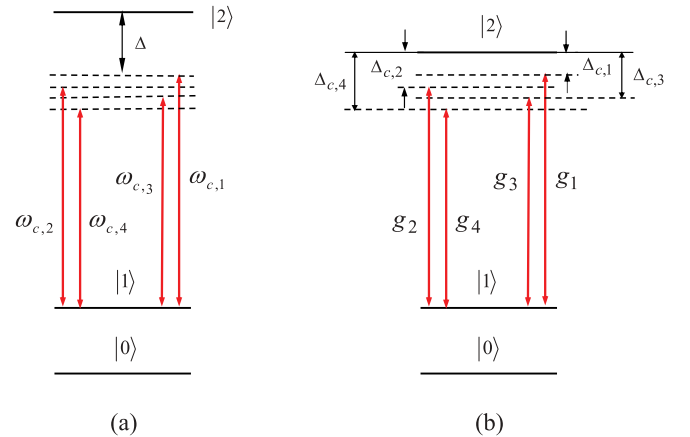 |2⟩
Δ
ω_{c,3}
ω_{c,1}
ω_{c,2}
ω_{c,4}
|1⟩
|0⟩
(a)
|2⟩
Δ_{c,4}
Δ_{c,2}
Δ_{c,1}
Δ_{c,3}
g_3
g_1
g_2
g_4
|1⟩
|0⟩
(b)